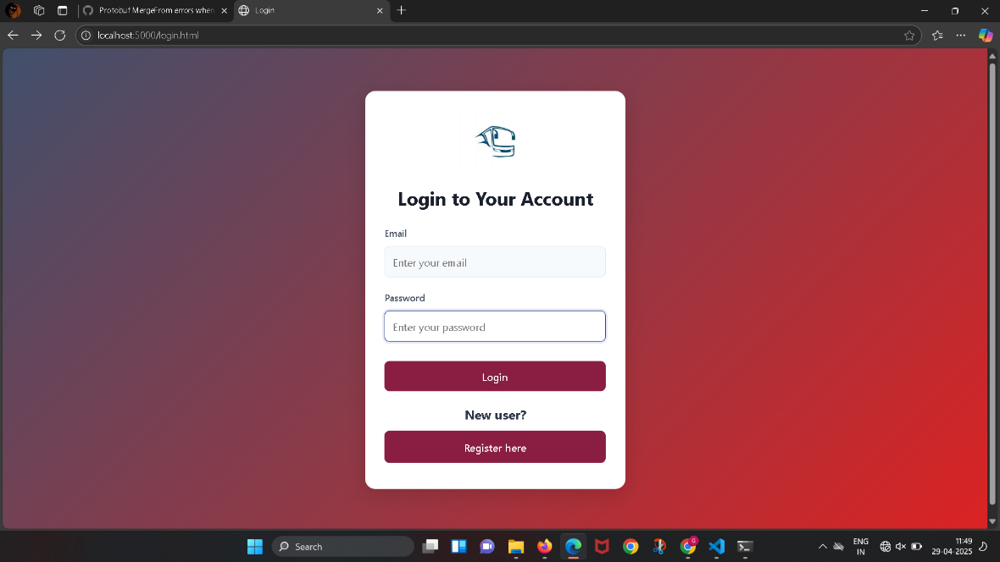 Protobuf MergeFrom errors when
Login
localhost:5000/login.html
Login to Your Account
Email
Enter your email
Password
Enter your password
Login
New user?
Register here
Search
G
ENG
IN
11:49
29-04-2025